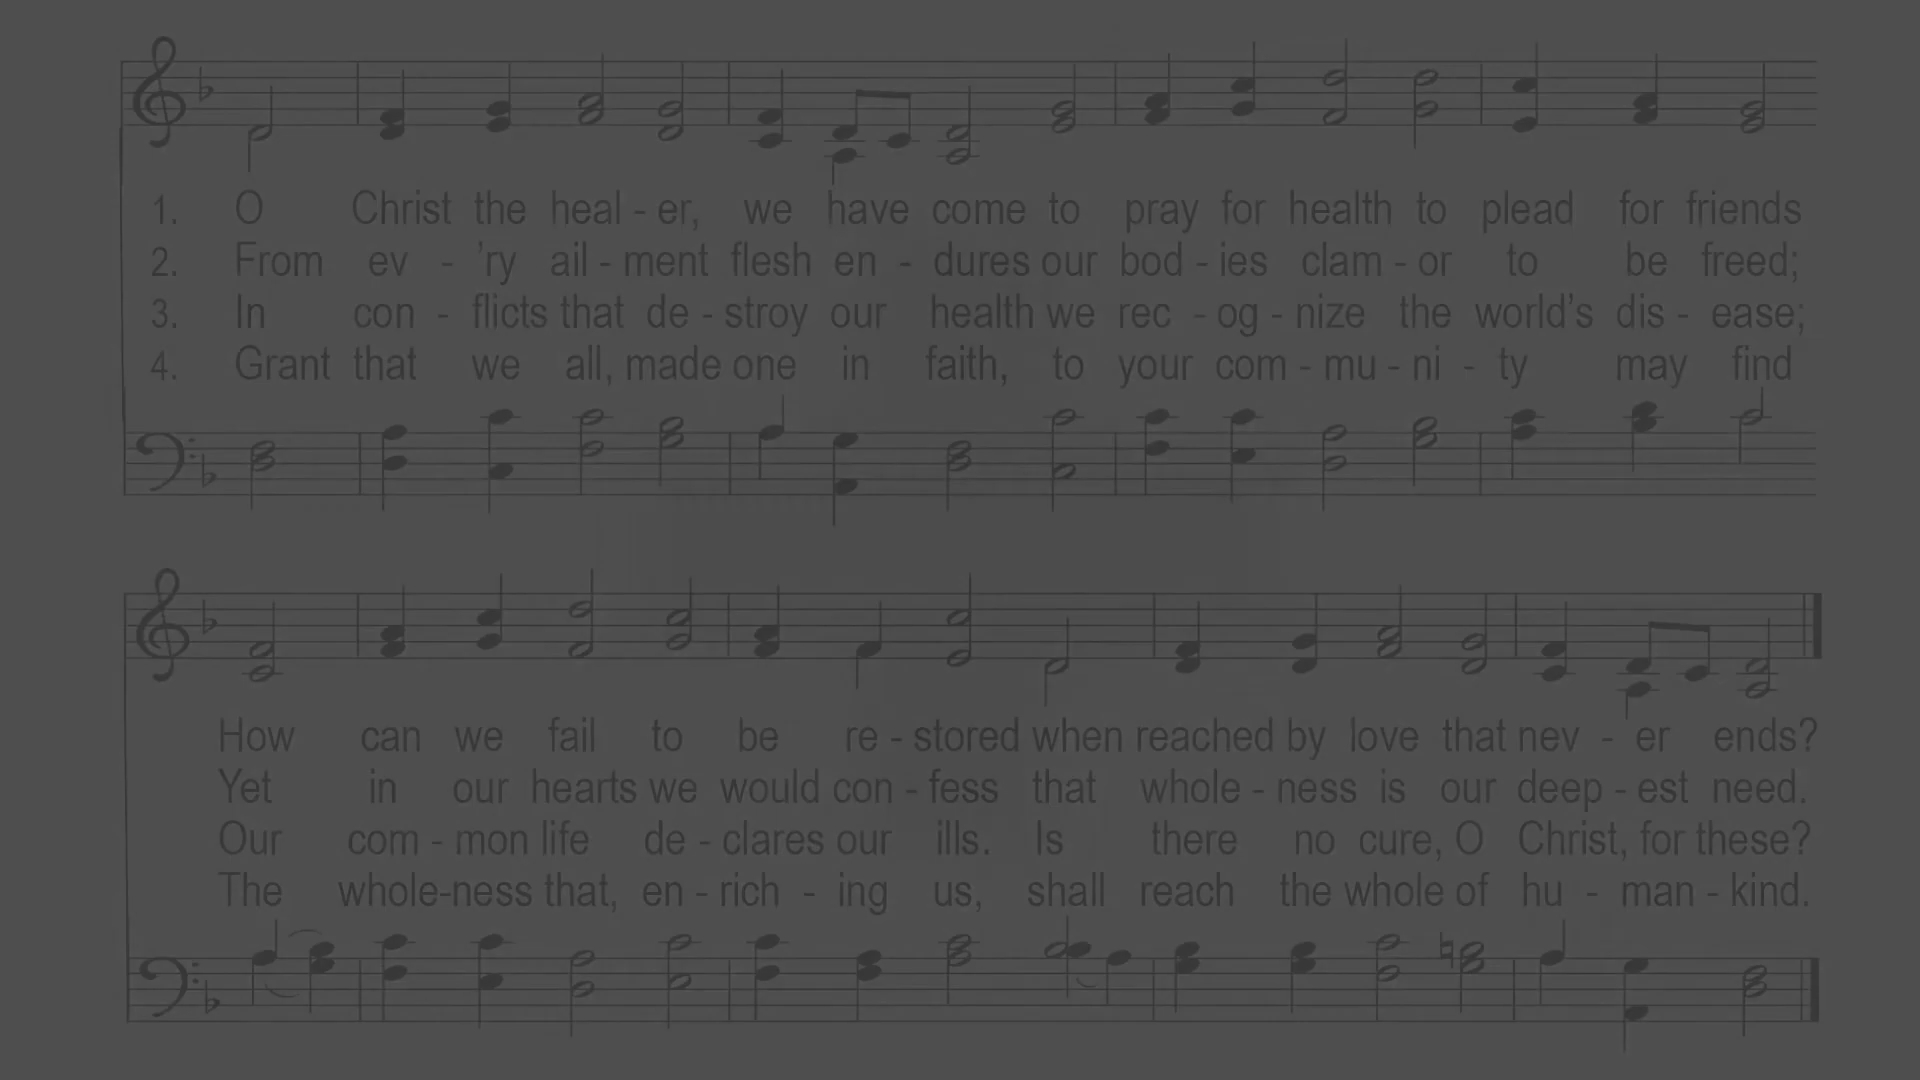 1. O Christ the heal - er, we have come to pray for health to plead for friends
2. From ev - ’ry ail - ment flesh en - dures our bod - ies clam - or to be freed;
3. In con - flicts that de - stroy our health we rec - og - nize the world’s dis - ease;
4. Grant that we all, made one in faith, to your com - mu - ni - ty may find
How can we fail to be re - stored when reached by love that nev - er ends?
Yet in our hearts we would con - fess that whole - ness is our deep - est need.
Our com - mon life de - clares our ills. Is there no cure, O Christ, for these?
The whole-ness that, en - rich - ing us, shall reach the whole of hu - man - kind.